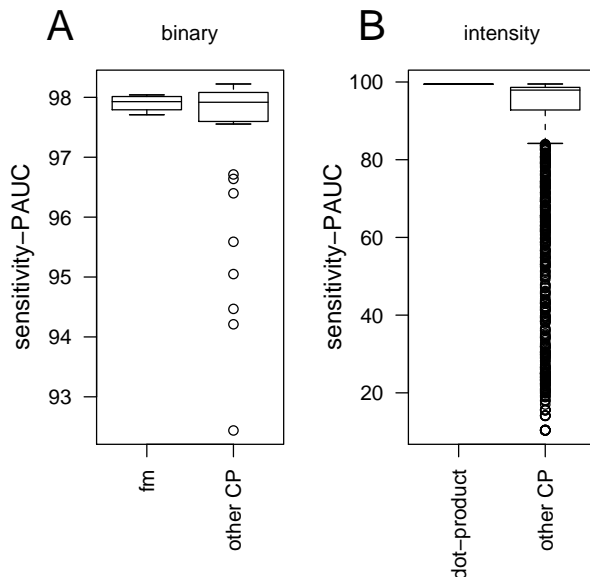 A
binary
sensitivity−PAUC
98
97
96
95
94
93
fm
other CP
B
intensity
sensitivity−PAUC
100
80
60
40
20
dot−product
other CP